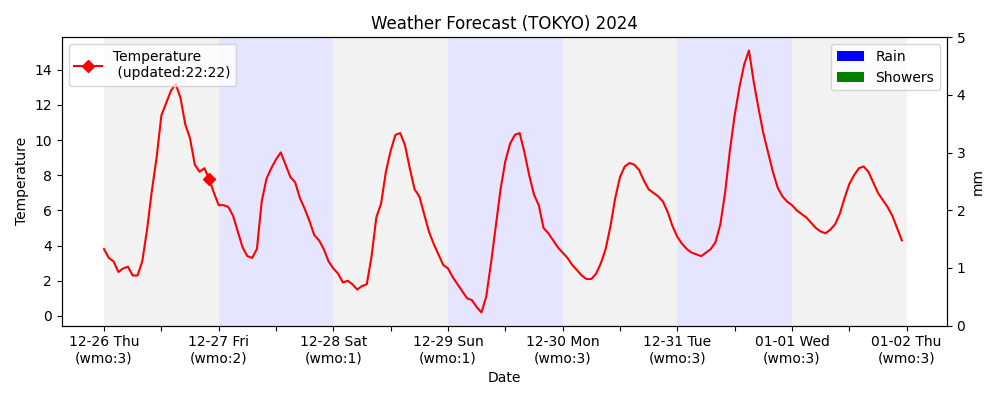 Weather Forecast (TOKYO) 2024
Temperature
(updated:22:22)
Rain
Showers
14
12
10
8
6
4
2
0
Temperature
5
4
3
2
1
0
mm
12-26 Thu
(wmo:3)
12-27 Fri
(wmo:2)
12-28 Sat
(wmo:1)
12-29 Sun
(wmo:1)
12-30 Mon
(wmo:3)
12-31 Tue
(wmo:3)
01-01 Wed
(wmo:3)
01-02 Thu
(wmo:3)
Date